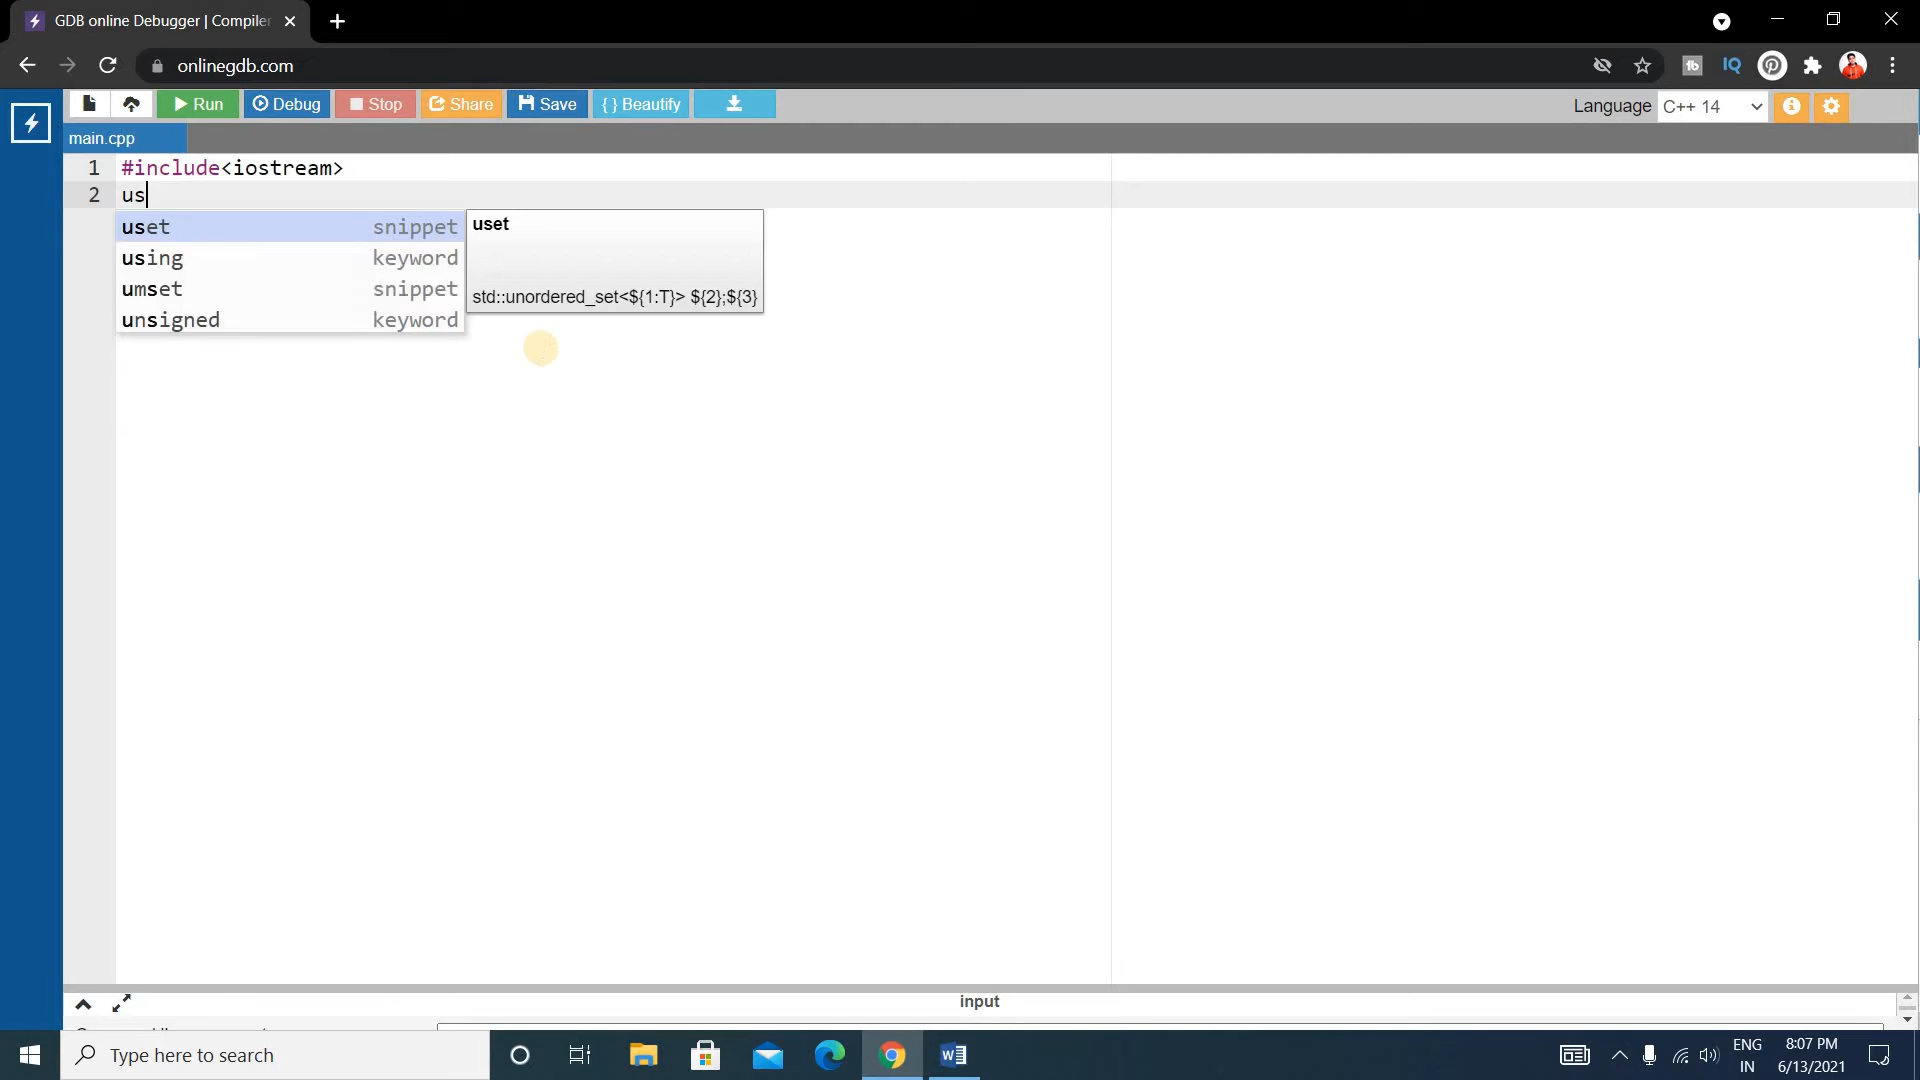 GDB online Debugger | Compiler
onlinegdb.com
IQ
Run Debug Stop Share Save { } Beautify
Language C++ 14
main.cpp
1 #include<iostream>
2 us
uset snippet
using keyword
umset snippet
unsigned keyword
uset
std::unordered_set<${1:T}> ${2};${3}
input
Type here to search
ENG
IN
8:07 PM
6/13/2021